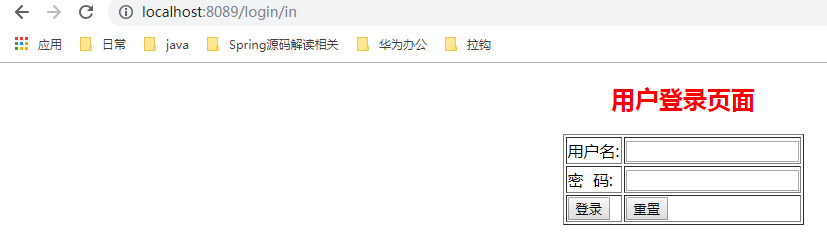 localhost:8089/login/in
应用 日常 java Spring源码解读相关 华为办公 拉钩
用户登录页面
用户名:
密 码:
登录 重置